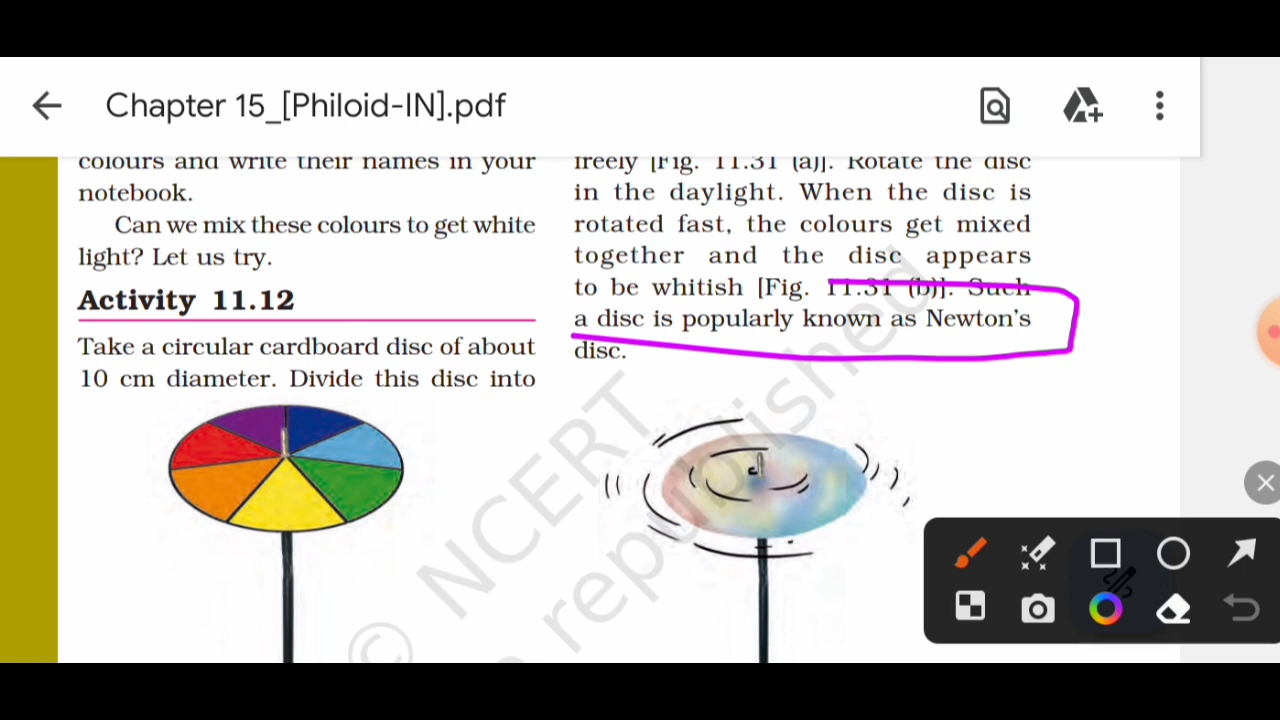 Chapter 15_[Philoid-IN].pdf
colours and write their names in your
notebook.
Can we mix these colours to get white
light? Let us try.
Activity 11.12
Take a circular cardboard disc of about
10 cm diameter. Divide this disc into
freely [Fig. 11.31 (a)]. Rotate the disc
in the daylight. When the disc is
rotated fast, the colours get mixed
together and the disc appears
to be whitish [Fig. 11.31 (b)]. Such
a disc is popularly known as Newton's
disc.
© NCERT
republished